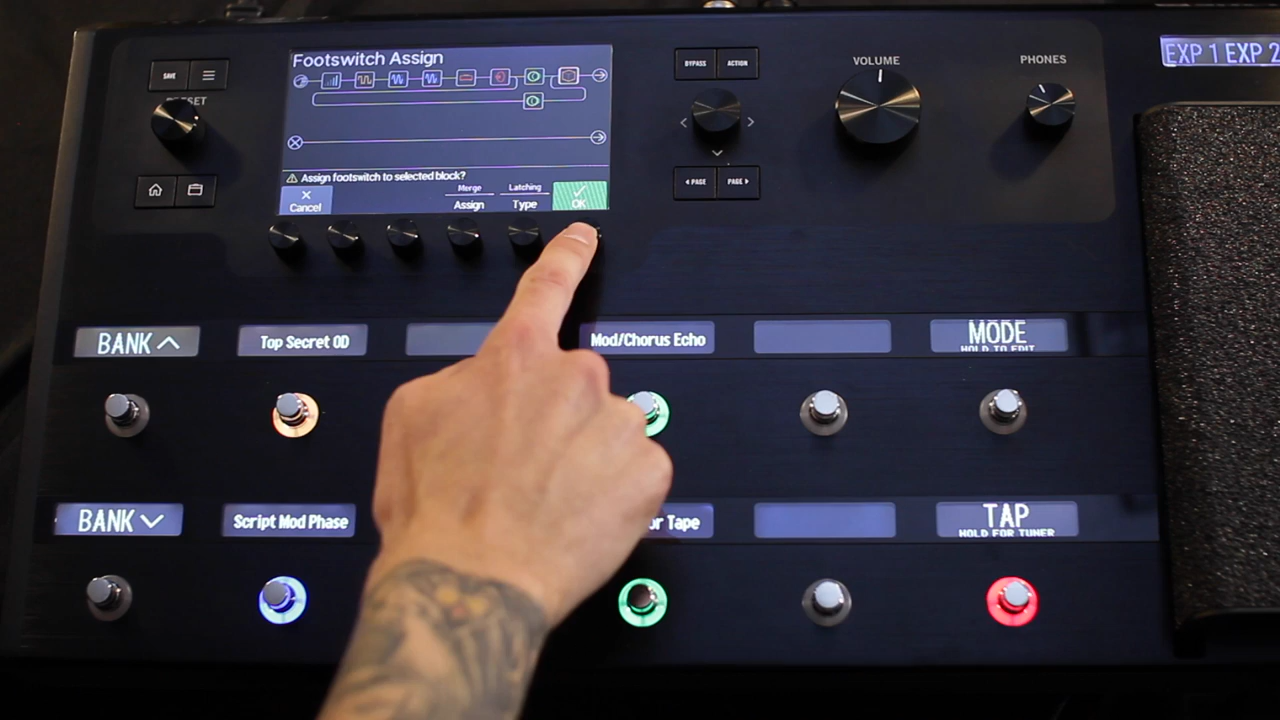 Footswitch Assign
Assign footswitch to selected block?
Merge Latching
Cancel Assign Type OK
SAVE
BYPASS ACTION
PAGE PAGE
VOLUME
PHONES
EXP 1 EXP 2
BANK Top Secret OD Mod/Chorus Echo MODE
HOLD TO EDIT
BANK Script Mod Phase Tape TAP
HOLD FOR TUNER